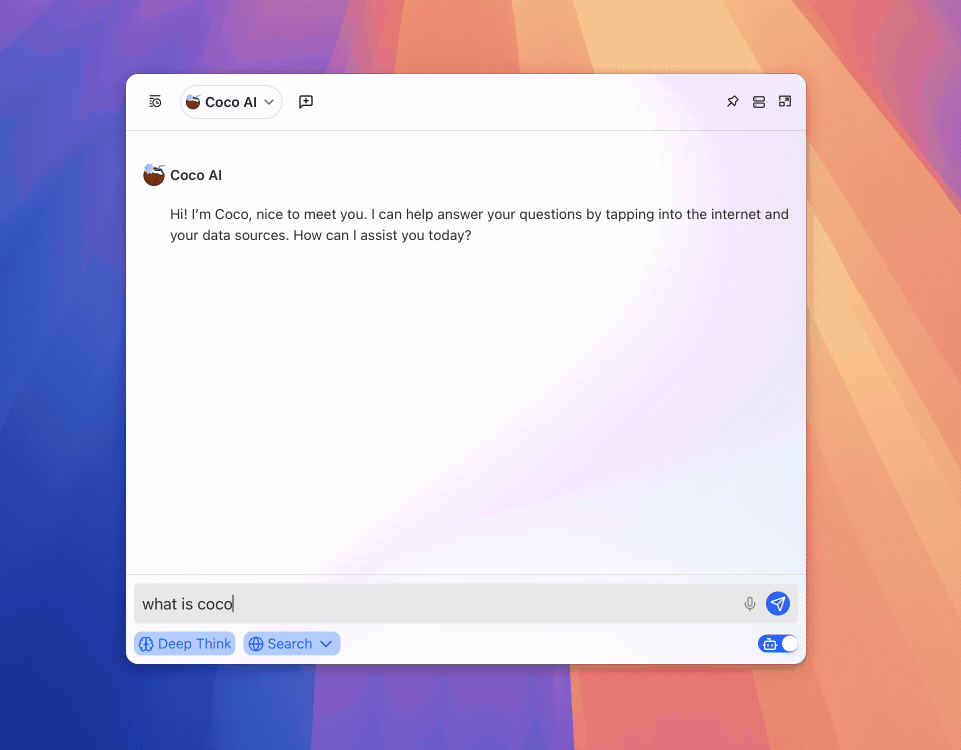 Coco AI
Coco AI
Hi! I’m Coco, nice to meet you. I can help answer your questions by tapping into the internet and
your data sources. How can I assist you today?
what is coco
Deep Think
Search